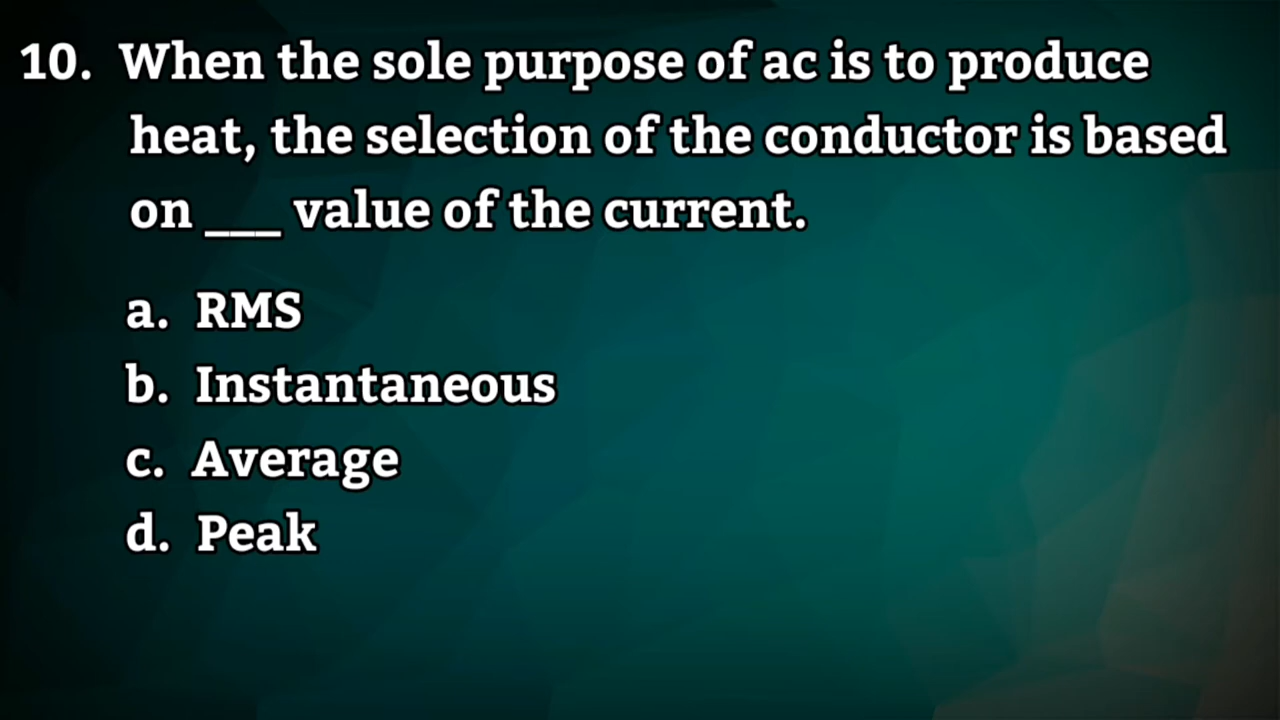 10. When the sole purpose of ac is to produce
heat, the selection of the conductor is based
on ___ value of the current.
a. RMS
b. Instantaneous
c. Average
d. Peak